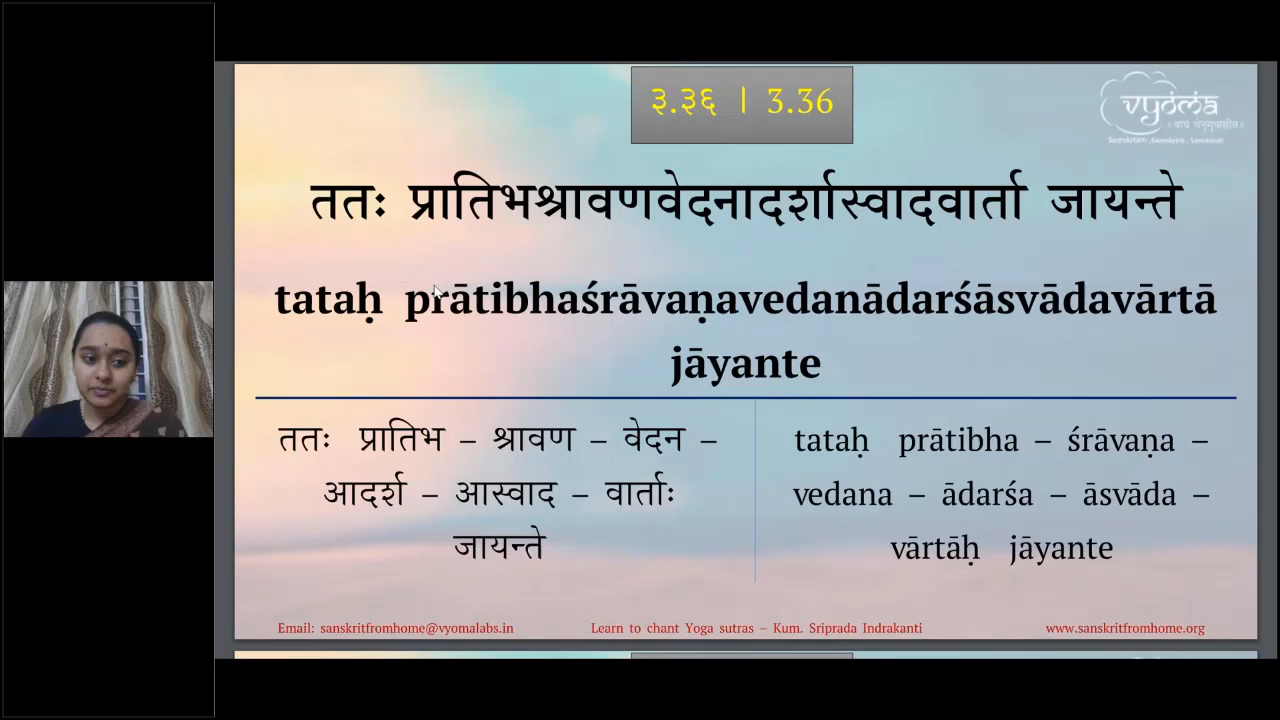 ३.३६ । 3.36
vyoma
ततः प्रातिभश्रावणवेदनादर्शास्वादवार्ता जायन्ते
tataḥ prātibhaśrāvaṇavedanādarśāsvādavārtā
jāyante
ततः प्रातिभ – श्रावण – वेदन –
आदर्श – आस्वाद – वार्ताः
जायन्ते
tataḥ prātibha – śrāvaṇa –
vedana – ādarśa – āsvāda –
vārtāḥ jāyante
Email: sanskritfromhome@vyomalabs.in Learn to chant Yoga sutras – Kum. Sriprada Indrakanti www.sanskritfromhome.org